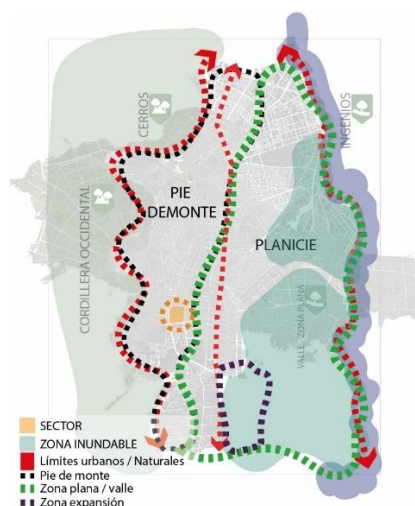 CERROS
INGENIOS
PIE
DEMONTE
CORDILLERA OCCIDENTAL
PLANICIE
VALLE - ZONA PLANA
SECTOR
ZONA INUNDABLE
Límites urbanos / Naturales
Pie de monte
Zona plana / valle
Zona expansión